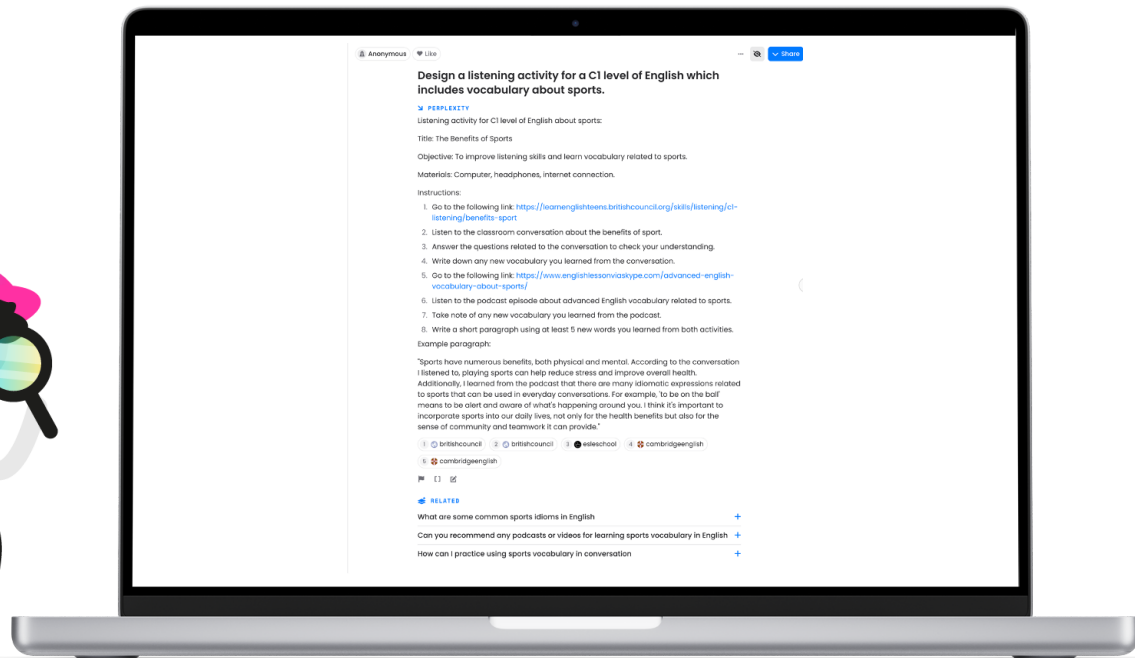 Anonymous Like
Share
Design a listening activity for a C1 level of English which
includes vocabulary about sports.
PERPLEXITY
Listening activity for C1 level of English about sports:
Title: The Benefits of Sports
Objective: To improve listening skills and learn vocabulary related to sports.
Materials: Computer, headphones, internet connection.
Instructions:
1. Go to the following link: https://learnenglishteens.britishcouncil.org/skills/listening/c1-
listening/benefits-sport
2. Listen to the classroom conversation about the benefits of sport.
3. Answer the questions related to the conversation to check your understanding.
4. Write down any new vocabulary you learned from the conversation.
5. Go to the following link: https://www.englishlessonviaskype.com/advanced-english-
vocabulary-about-sports/
6. Listen to the podcast episode about advanced English vocabulary related to sports.
7. Take note of any new vocabulary you learned from the podcast.
8. Write a short paragraph using at least 5 new words you learned from both activities.
Example paragraph:
"Sports have numerous benefits, both physical and mental. According to the conversation
I listened to, playing sports can help reduce stress and improve overall health.
Additionally, I learned from the podcast that there are many idiomatic expressions related
to sports that can be used in everyday conversations. For example, 'to be on the ball'
means to be alert and aware of what's happening around you. I think it's important to
incorporate sports into our daily lives, not only for the health benefits but also for the
sense of community and teamwork it can provide."
1 britishcouncil 2 britishcouncil 3 esleschool 4 cambridgeenglish
5 cambridgeenglish
RELATED
What are some common sports idioms in English
Can you recommend any podcasts or videos for learning sports vocabulary in English
How can I practice using sports vocabulary in conversation